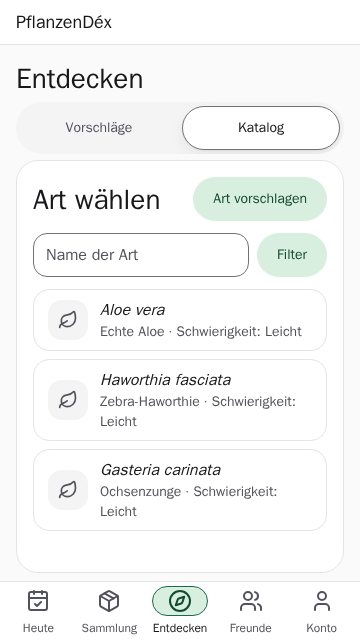 PflanzenDéx
Entdecken
Vorschläge
Katalog
Art wählen
Art vorschlagen
Name der Art
Filter
Aloe vera
Echte Aloe · Schwierigkeit: Leicht
Haworthia fasciata
Zebra-Haworthie · Schwierigkeit:
Leicht
Gasteria carinata
Ochsenzunge · Schwierigkeit:
Leicht
Heute
Sammlung
Entdecken
Freunde
Konto